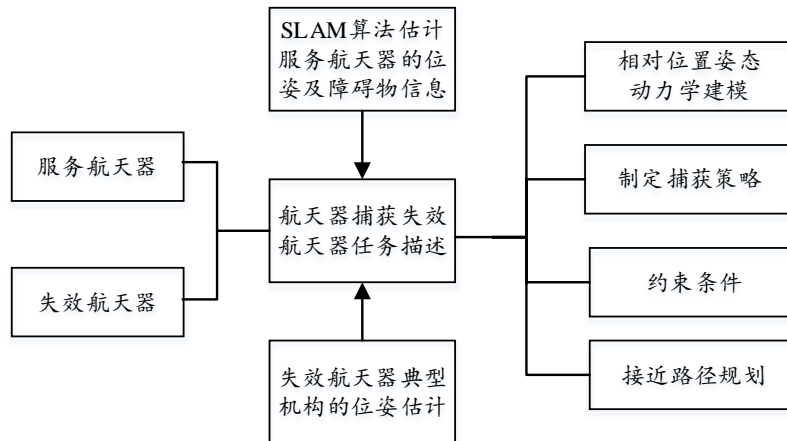 SLAM算法估计
服务航天器的位
姿及障碍物信息
相对位置姿态
动力学建模
服务航天器
制定捕获策略
航天器捕获失效
航天器任务描述
失效航天器
约束条件
失效航天器典型
机构的位姿估计
接近路径规划